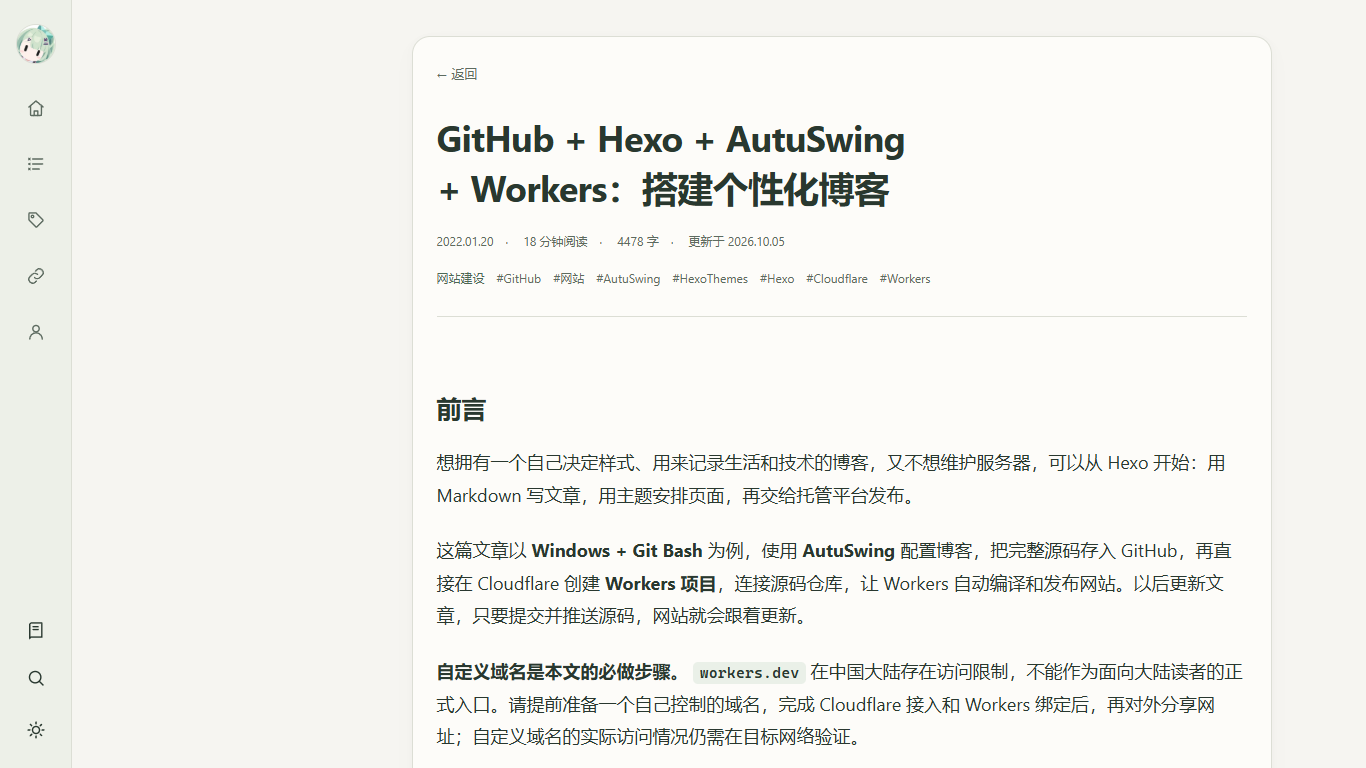 ← 返回
GitHub + Hexo + AutuSwing
+ Workers：搭建个性化博客
2022.01.20 · 18 分钟阅读 · 4478 字 · 更新于 2026.10.05
网站建设 #GitHub #网站 #AutuSwing #HexoThemes #Hexo #Cloudflare #Workers
前言
想拥有一个自己决定样式、用来记录生活和技术的博客，又不想维护服务器，可以从 Hexo 开始：用
Markdown 写文章，用主题安排页面，再交给托管平台发布。
这篇文章以 Windows + Git Bash 为例，使用 AutuSwing 配置博客，把完整源码存入 GitHub，再直
接在 Cloudflare 创建 Workers 项目，连接源码仓库，让 Workers 自动编译和发布网站。以后更新文
章，只要提交并推送源码，网站就会跟着更新。
自定义域名是本文的必做步骤。 workers.dev 在中国大陆存在访问限制，不能作为面向大陆读者的正
式入口。请提前准备一个自己控制的域名，完成 Cloudflare 接入和 Workers 绑定后，再对外分享网
址；自定义域名的实际访问情况仍需在目标网络验证。